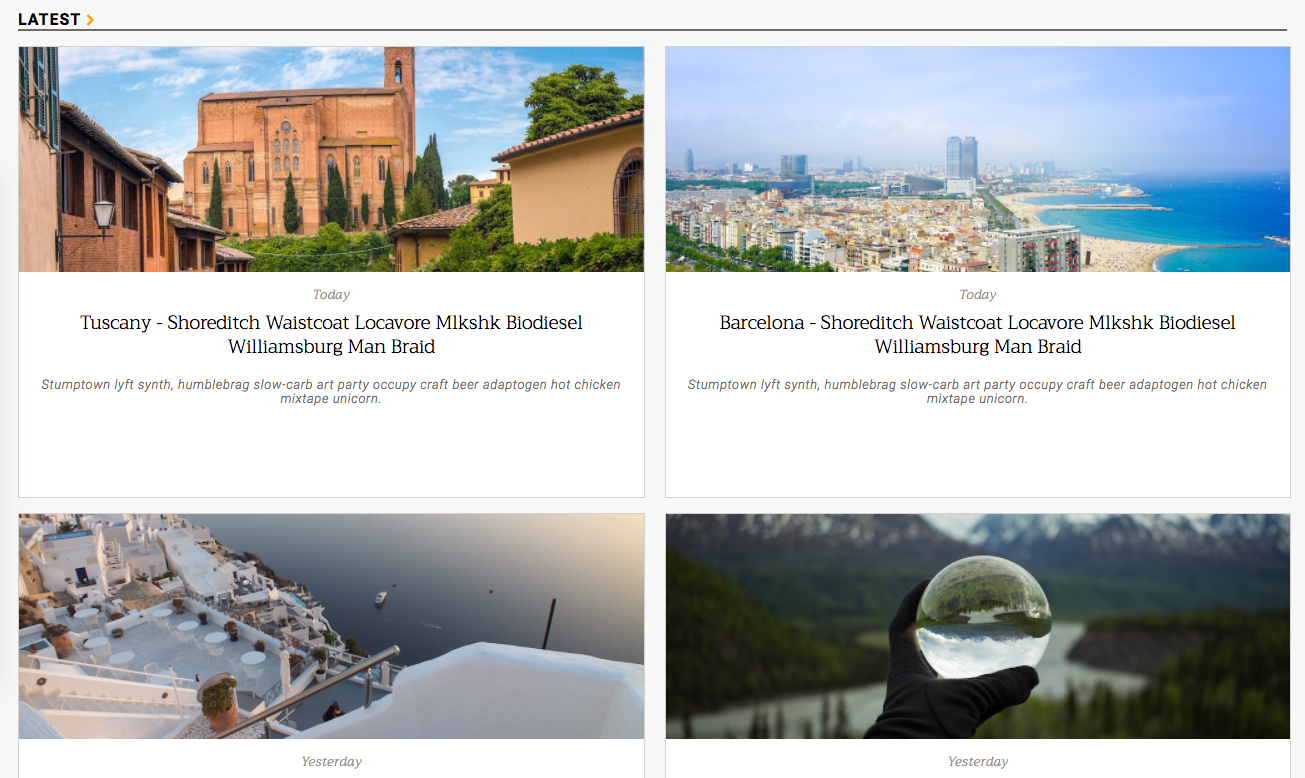 LATEST
Today
Tuscany - Shoreditch Waistcoat Locavore Mlkshk Biodiesel
Williamsburg Man Braid
Stumptown lyft synth, humblebrag slow-carb art party occupy craft beer adaptogen hot chicken
mixtape unicorn.
Today
Barcelona - Shoreditch Waistcoat Locavore Mlkshk Biodiesel
Williamsburg Man Braid
Stumptown lyft synth, humblebrag slow-carb art party occupy craft beer adaptogen hot chicken
mixtape unicorn.
Yesterday
Yesterday